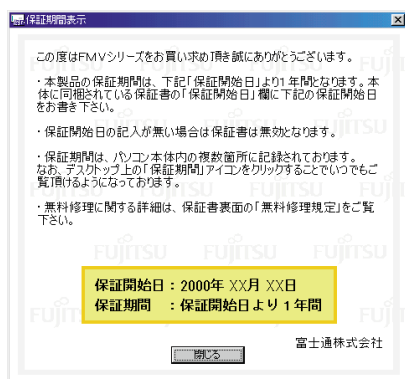 保証期間表示
この度はFMVシリーズをお買い求め頂き誠にありがとうございます。
・本製品の保証期間は、下記「保証開始日」より1年間となります。本
体に同梱されている保証書の「保証開始日」欄に下記の保証開始日
をお書き下さい。
・保証開始日の記入が無い場合は保証書は無効となります。
・保証期間は、パソコン本体内の複数箇所に記録されております。
なお、デスクトップ上の「保証期間」アイコンをクリックすることでいつでもご
覧頂けるようになっております。
・無料修理に関する詳細は、保証書裏面の「無料修理規定」をご覧
下さい。
保証開始日：2000年 XX月 XX日
保証期間　：保証開始日より1年間
富士通株式会社
閉じる